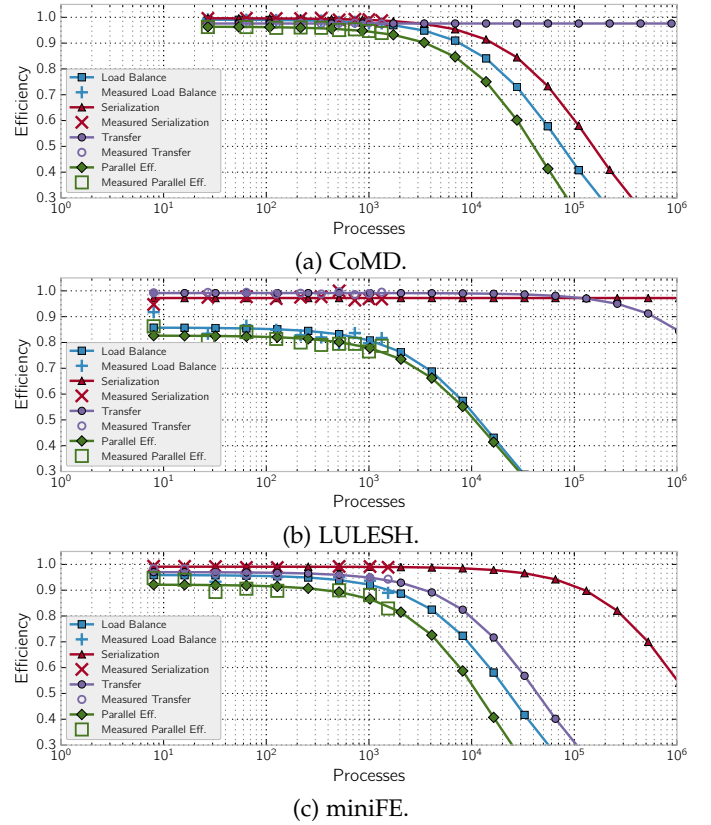 1.0
0.9
0.8
0.7
0.6
0.5
0.4
0.3
Efficiency
Load Balance
Measured Load Balance
Serialization
Measured Serialization
Transfer
Measured Transfer
Parallel Eff.
Measured Parallel Eff.
10^0 10^1 10^2 10^3 10^4 10^5 10^6
Processes
(a) CoMD.
1.0
0.9
0.8
0.7
0.6
0.5
0.4
0.3
Efficiency
Load Balance
Measured Load Balance
Serialization
Measured Serialization
Transfer
Measured Transfer
Parallel Eff.
Measured Parallel Eff.
10^0 10^1 10^2 10^3 10^4 10^5 10^6
Processes
(b) LULESH.
1.0
0.9
0.8
0.7
0.6
0.5
0.4
0.3
Efficiency
Load Balance
Measured Load Balance
Serialization
Measured Serialization
Transfer
Measured Transfer
Parallel Eff.
Measured Parallel Eff.
10^0 10^1 10^2 10^3 10^4 10^5 10^6
Processes
(c) miniFE.